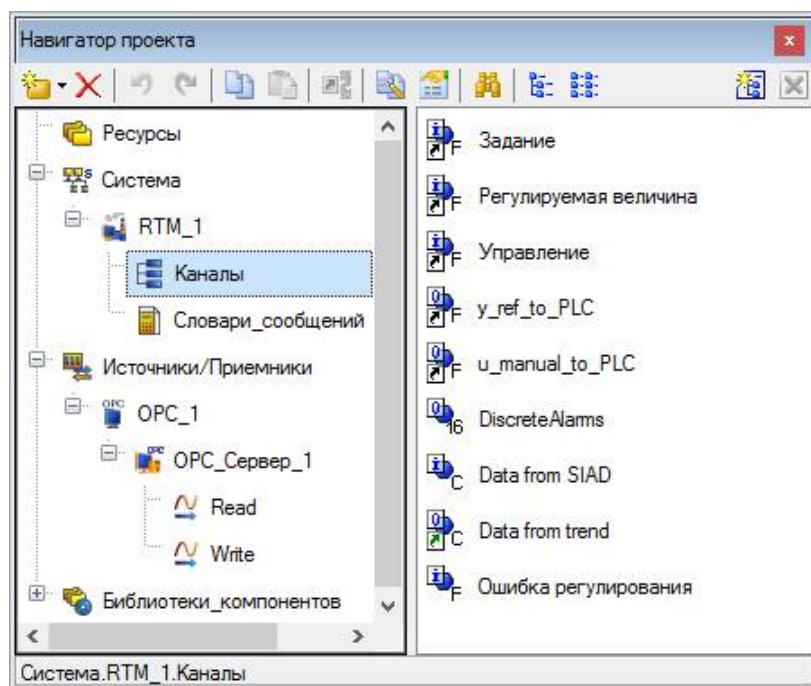 Навигатор проекта
Ресурсы
Система
RTM_1
Каналы
Словари_сообщений
Источники/Приемники
OPC_1
OPC_Сервер_1
Read
Write
Библиотеки_компонентов
Задание
Регулируемая величина
Управление
y_ref_to_PLC
u_manual_to_PLC
DiscreteAlarms
Data from SIAD
Data from trend
Ошибка регулирования
Система.RTM_1.Каналы